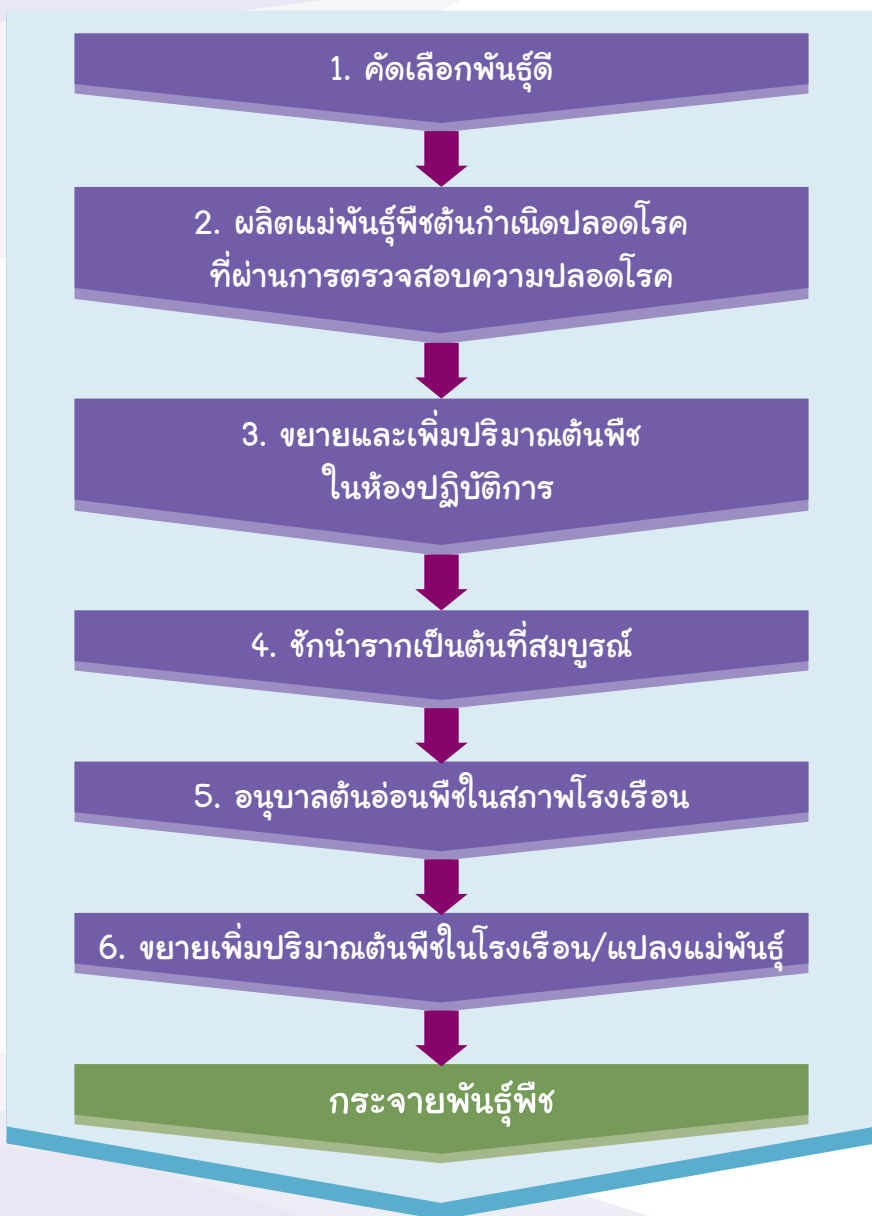 1. คัดเลือกพันธุ์ดี
2. ผลิตแม่พันธุ์พืชต้นกำเนิดปลอดโรค
ที่ผ่านการตรวจสอบความปลอดโรค
3. ขยายและเพิ่มปริมาณต้นพืช
ในห้องปฏิบัติการ
4. ชักนำรากเป็นต้นที่สมบูรณ์
5. อนุบาลต้นอ่อนพืชในสภาพโรงเรือน
6. ขยายเพิ่มปริมาณต้นพืชในโรงเรือน/แปลงแม่พันธุ์
กระจายพันธุ์พืช